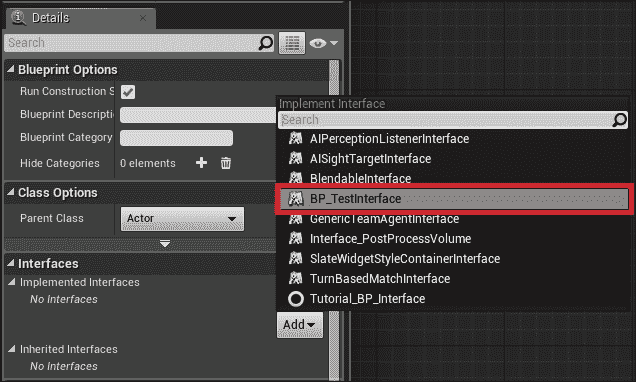 Details
Search
Blueprint Options
Run Construction S
Blueprint Descripti
Blueprint Category
Hide Categories 0 elements
Class Options
Parent Class Actor
Interfaces
Implemented Interfaces
No Interfaces
Add
Inherited Interfaces
No Interfaces
Implement Interface
Search
AIPerceptionListenerInterface
AISightTargetInterface
BlendableInterface
BP_TestInterface
GenericTeamAgentInterface
Interface_PostProcessVolume
SlateWidgetStyleContainerInterface
TurnBasedMatchInterface
Tutorial_BP_Interface